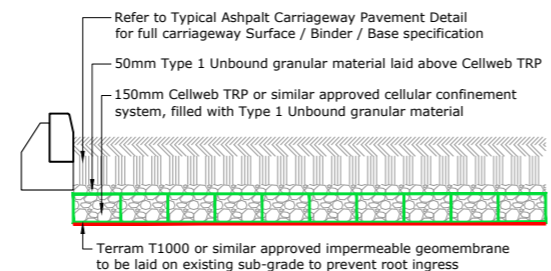 Refer to Typical Ashpalt Carriageway Pavement Detail
for full carriageway Surface / Binder / Base specification
50mm Type 1 Unbound granular material laid above Cellweb TRP
150mm Cellweb TRP or similar approved cellular confinement
system, filled with Type 1 Unbound granular material
Terram T1000 or similar approved impermeable geomembrane
to be laid on existing sub-grade to prevent root ingress